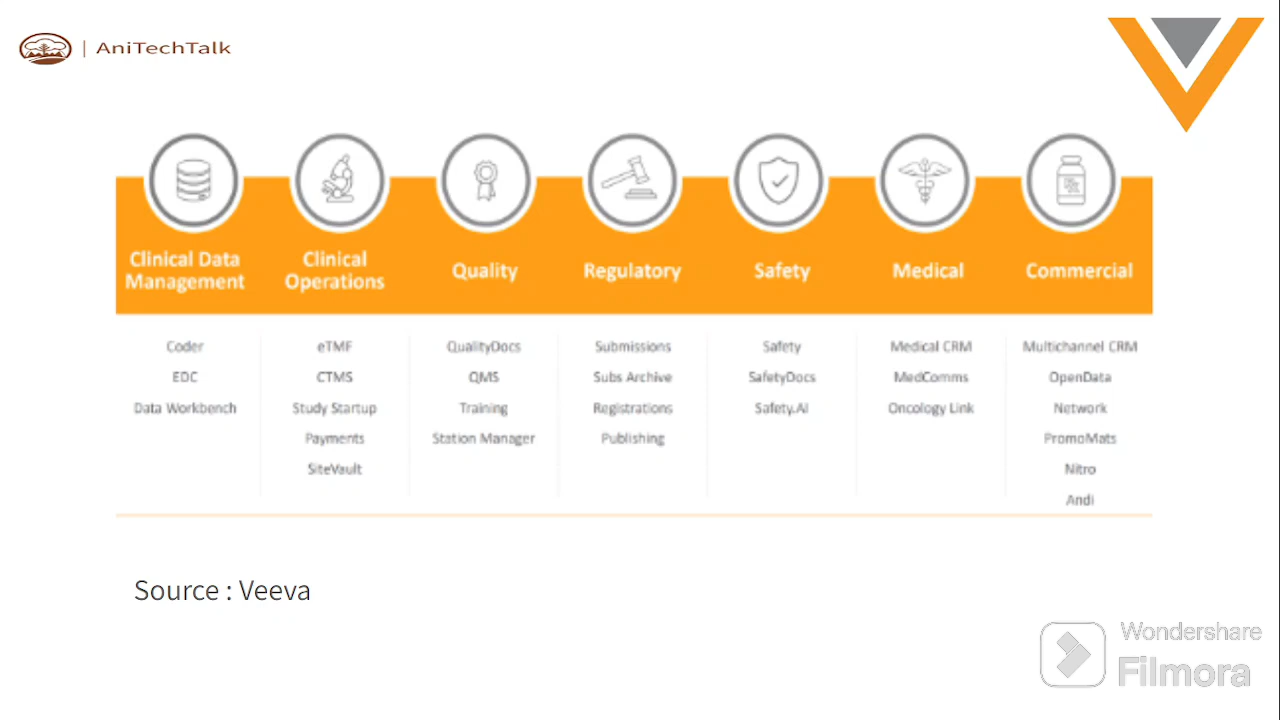 AniTechTalk
Clinical Data
Management
Coder
EDC
Data Workbench
Clinical
Operations
eTMF
CTMS
Study Startup
Payments
SiteVault
Quality
QualityDocs
QMS
Training
Station Manager
Regulatory
Submissions
Subs Archive
Registrations
Publishing
Safety
Safety
SafetyDocs
Safety.AI
Medical
Medical CRM
MedComms
Oncology Link
Commercial
Multichannel CRM
OpenData
Network
PromoMats
Nitro
Andi
Source : Veeva
Wondershare
Filmora